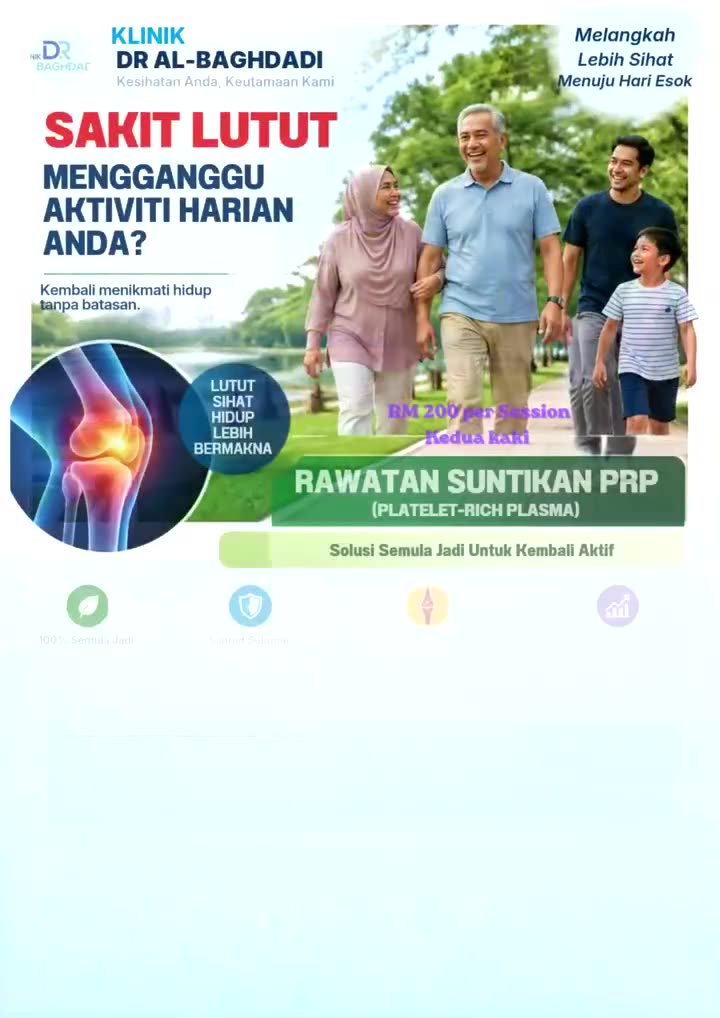 KLINIK
DR AL-BAGHDADI
Kesihatan Anda, Keutamaan Kami
DR
BAGHDAD
Melangkah
Lebih Sihat
Menuju Hari Esok
SAKIT LUTUT
MENGGANGGU
AKTIVITI HARIAN
ANDA?
Kembali menikmati hidup
tanpa batasan.
LUTUT
SIHAT
HIDUP
LEBIH
BERMAKNA
RM 200 per Session
Kedua kaki
RAWATAN SUNTIKAN PRP
(PLATELET-RICH PLASMA)
Solusi Semula Jadi Untuk Kembali Aktif
100% Semula Jadi